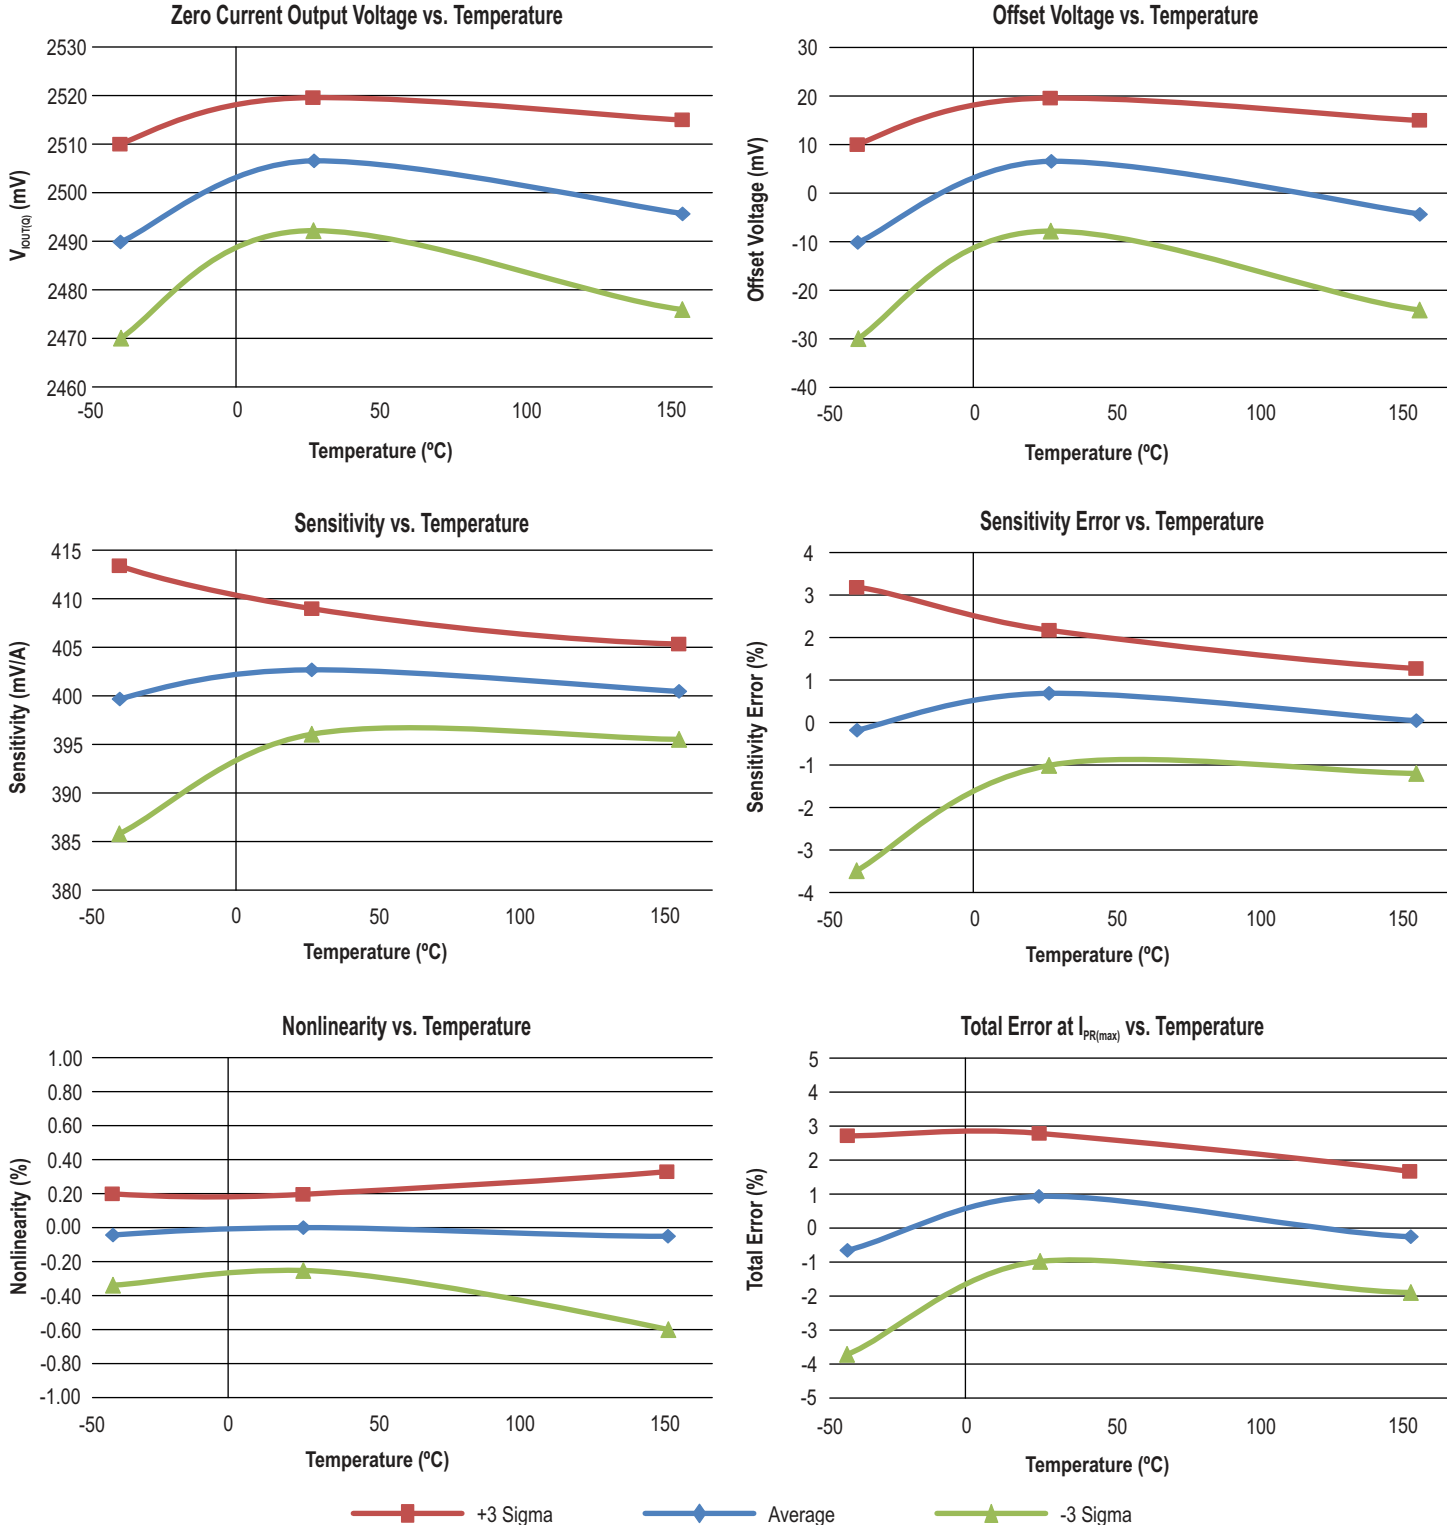 Zero Current Output Voltage vs. Temperature
2530
2520
2510
2500
2490
2480
2470
2460
-50 0 50 100 150
VIOUT(Q) (mV)
Temperature (ºC)
Offset Voltage vs. Temperature
30
20
10
0
-10
-20
-30
-40
-50 0 50 100 150
Offset Voltage (mV)
Temperature (ºC)
Sensitivity vs. Temperature
415
410
405
400
395
390
385
380
-50 0 50 100 150
Sensitivity (mV/A)
Temperature (ºC)
Sensitivity Error vs. Temperature
4
3
2
1
0
-1
-2
-3
-4
-50 0 50 100 150
Sensitivity Error (%)
Temperature (ºC)
Nonlinearity vs. Temperature
1.00
0.80
0.60
0.40
0.20
0.00
-0.20
-0.40
-0.60
-0.80
-1.00
-50 0 50 100 150
Nonlinearity (%)
Temperature (ºC)
Total Error at IPR(max) vs. Temperature
5
4
3
2
1
0
-1
-2
-3
-4
-5
-50 0 50 100 150
Total Error (%)
Temperature (ºC)
+3 Sigma Average -3 Sigma